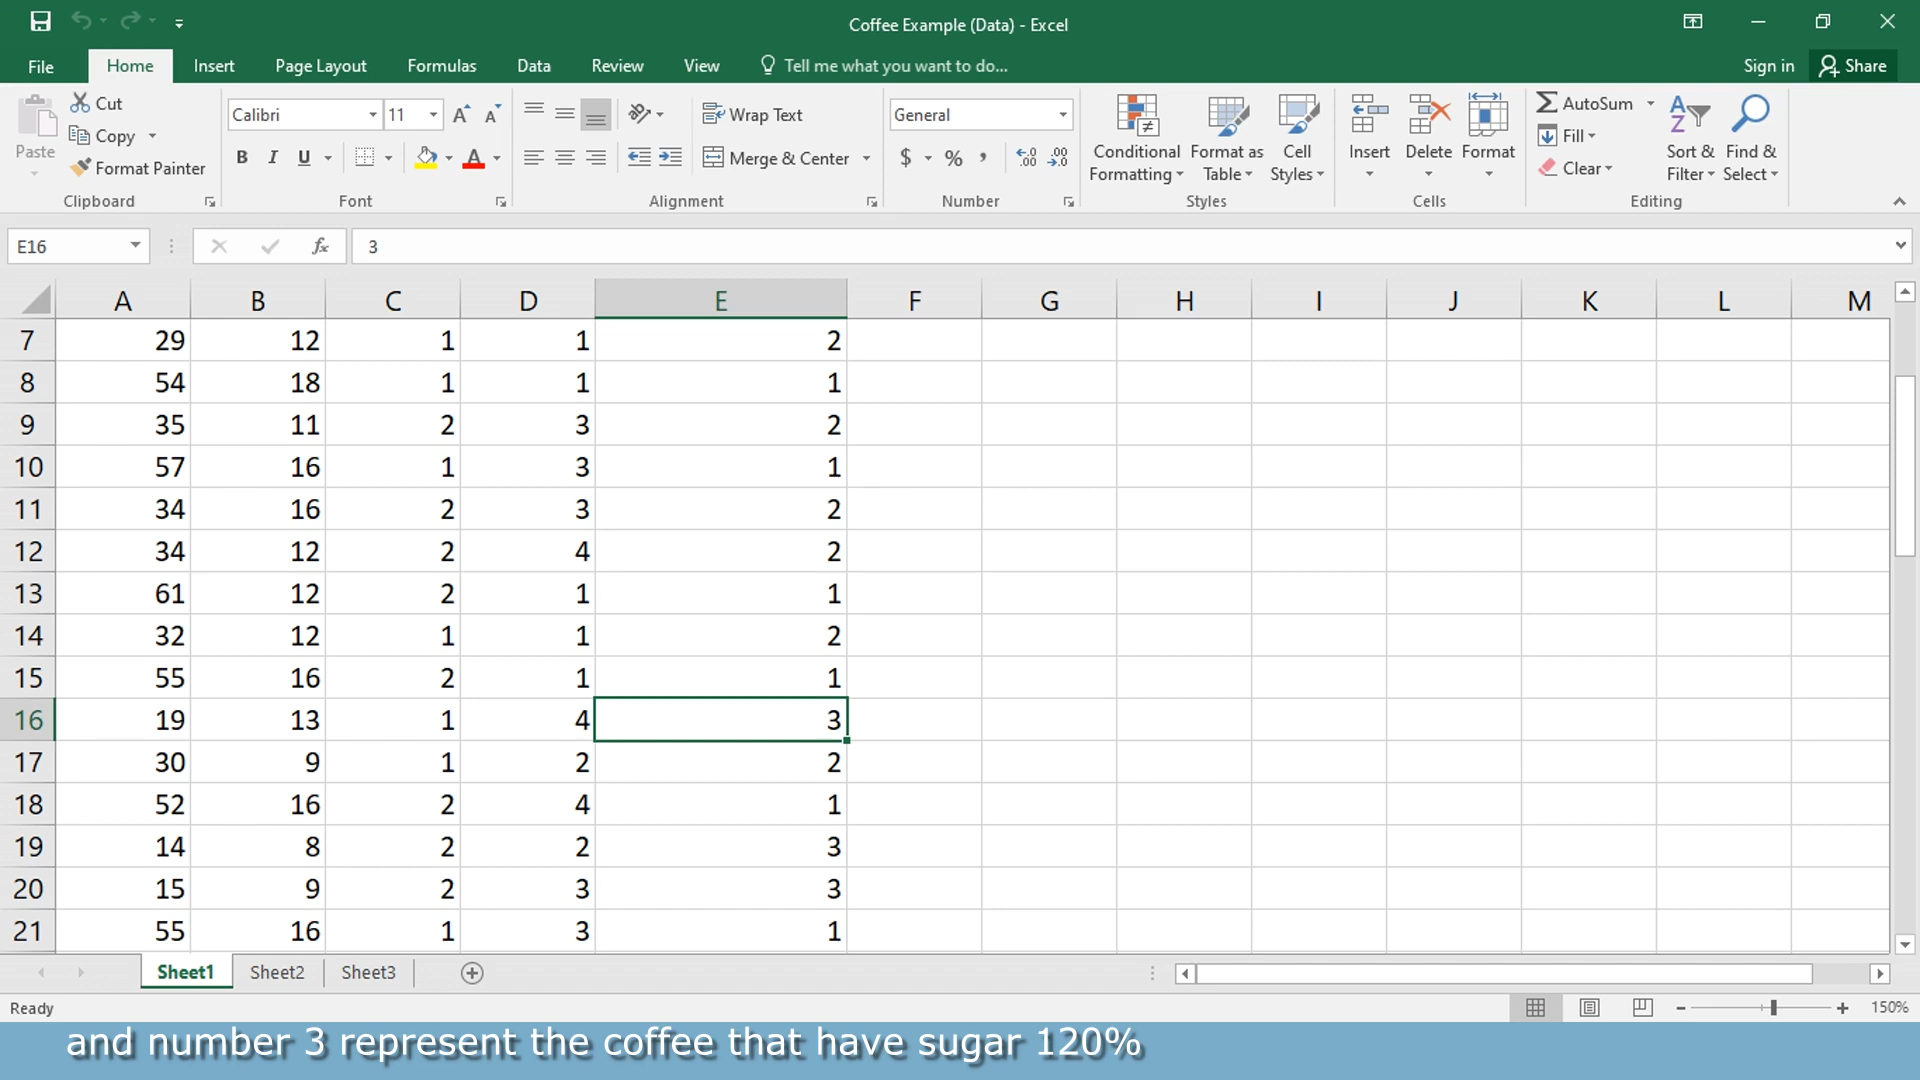 Coffee Example (Data) - Excel
File Home Insert Page Layout Formulas Data Review View Tell me what you want to do... Sign in Share
Paste
Cut
Copy
Format Painter
Clipboard
Calibri 11
B I U A
Font
Wrap Text
Merge & Center
Alignment
General
$ % ,
Number
Conditional Formatting
Format as Table
Cell Styles
Styles
Insert Delete Format
Cells
AutoSum
Fill
Clear
Sort & Filter
Find & Select
Editing
E16 fx 3
A B C D E F G H I J K L M
7 29 12 1 1 2
8 54 18 1 1 1
9 35 11 2 3 2
10 57 16 1 3 1
11 34 16 2 3 2
12 34 12 2 4 2
13 61 12 2 1 1
14 32 12 1 1 2
15 55 16 2 1 1
16 19 13 1 4 3
17 30 9 1 2 2
18 52 16 2 4 1
19 14 8 2 2 3
20 15 9 2 3 3
21 55 16 1 3 1
Sheet1 Sheet2 Sheet3
Ready 150%
and number 3 represent the coffee that have sugar 120%